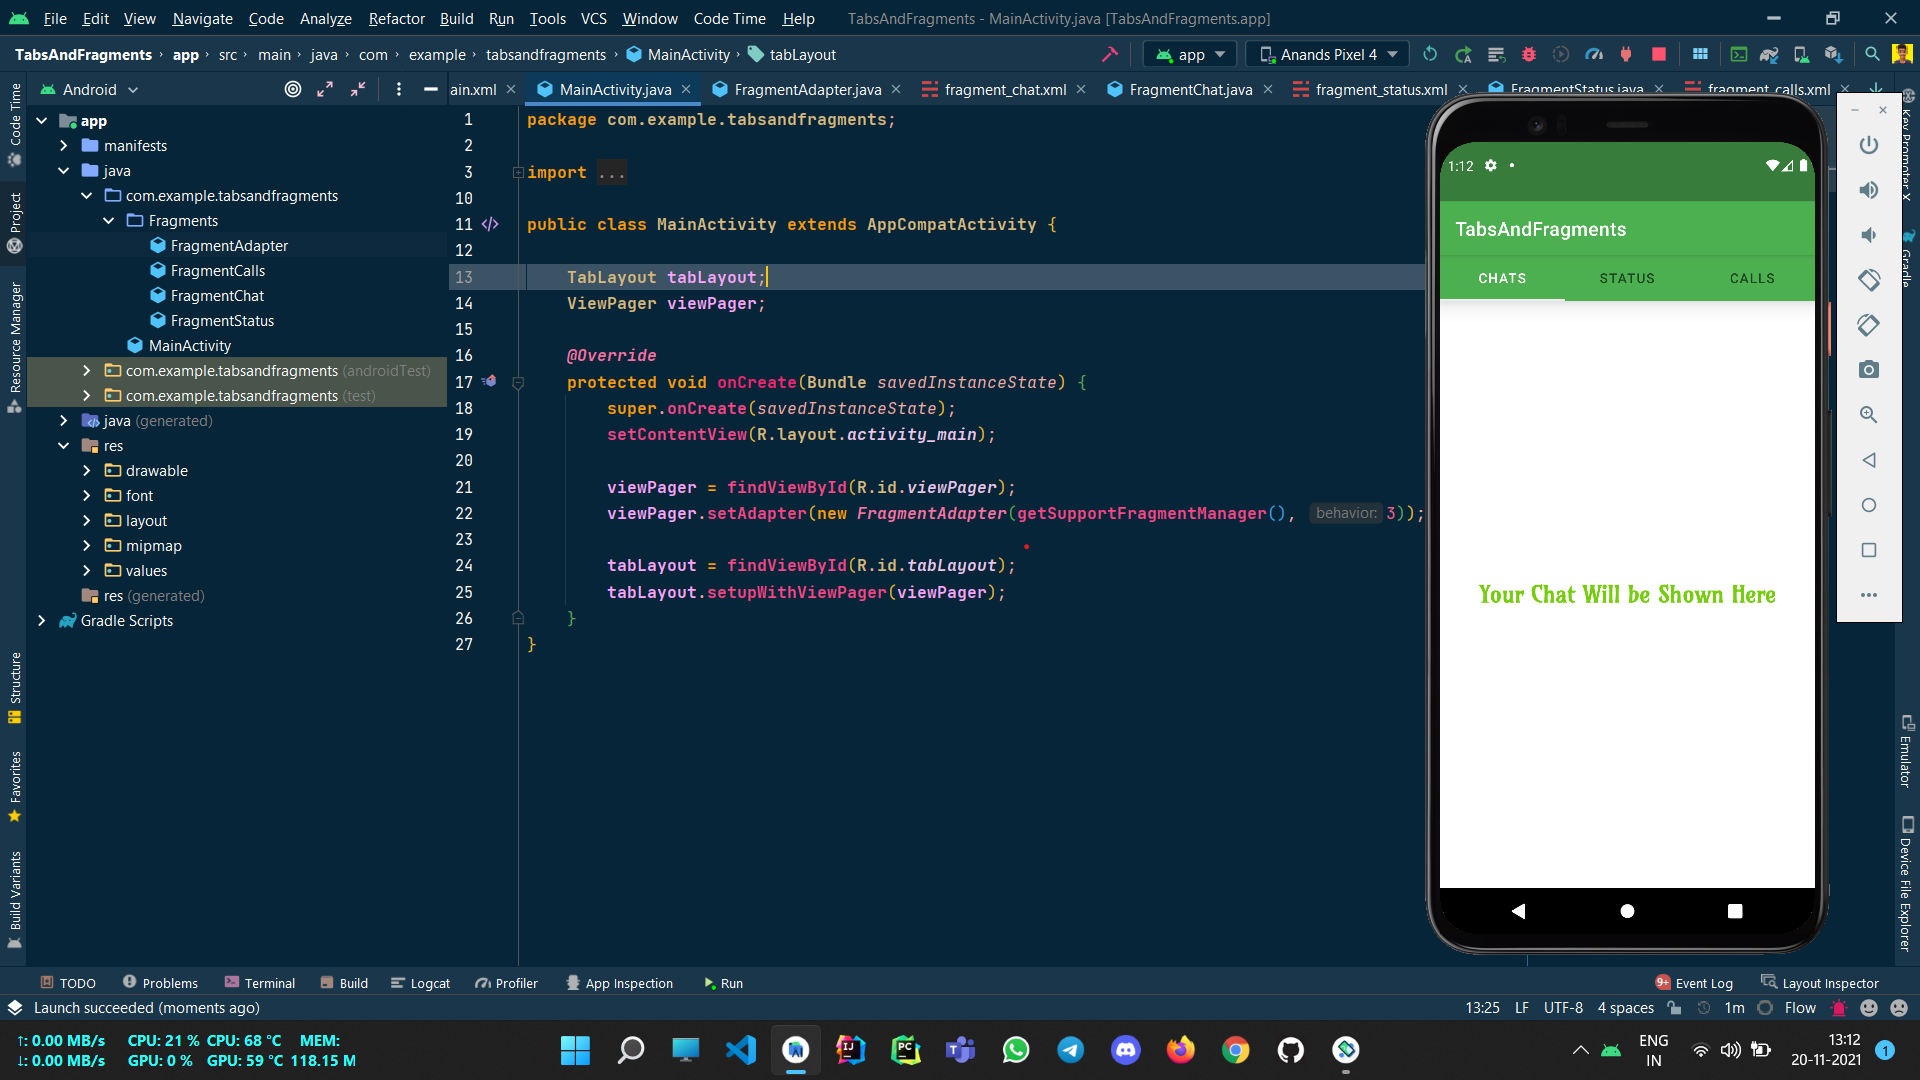 File Edit View Navigate Code Analyze Refactor Build Run Tools VCS Window Code Time Help TabsAndFragments - MainActivity.java [TabsAndFragments.app]
TabsAndFragments › app › src › main › java › com › example › tabsandfragments › MainActivity › tabLayout
app
Anands Pixel 4
Android
ain.xml
MainActivity.java
FragmentAdapter.java
fragment_chat.xml
FragmentChat.java
fragment_status.xml
FragmentStatus.java
fragment_calls.xml
Code Time
Project
Resource Manager
Structure
Favorites
Build Variants
app
manifests
java
com.example.tabsandfragments
Fragments
FragmentAdapter
FragmentCalls
FragmentChat
FragmentStatus
MainActivity
com.example.tabsandfragments (androidTest)
com.example.tabsandfragments (test)
java (generated)
res
drawable
font
layout
mipmap
values
res (generated)
Gradle Scripts
1 package com.example.tabsandfragments;
2
3 import ...
10
11 public class MainActivity extends AppCompatActivity {
12
13 TabLayout tabLayout;
14 ViewPager viewPager;
15
16 @Override
17 protected void onCreate(Bundle savedInstanceState) {
18 super.onCreate(savedInstanceState);
19 setContentView(R.layout.activity_main);
20
21 viewPager = findViewById(R.id.viewPager);
22 viewPager.setAdapter(new FragmentAdapter(getSupportFragmentManager(), behavior: 3));
23
24 tabLayout = findViewById(R.id.tabLayout);
25 tabLayout.setupWithViewPager(viewPager);
26 }
27 }
1:12
TabsAndFragments
CHATS STATUS CALLS
Your Chat Will be Shown Here
Key Promoter X
Gradle
Emulator
Device File Explorer
TODO Problems Terminal Build Logcat Profiler App Inspection Run
9+ Event Log Layout Inspector
Launch succeeded (moments ago)
13:25 LF UTF-8 4 spaces 1m Flow
↑: 0.00 MB/s CPU: 21 % CPU: 68 °C MEM:
↓: 0.00 MB/s GPU: 0 % GPU: 59 °C 118.15 M
ENG
IN
13:12
20-11-2021
1